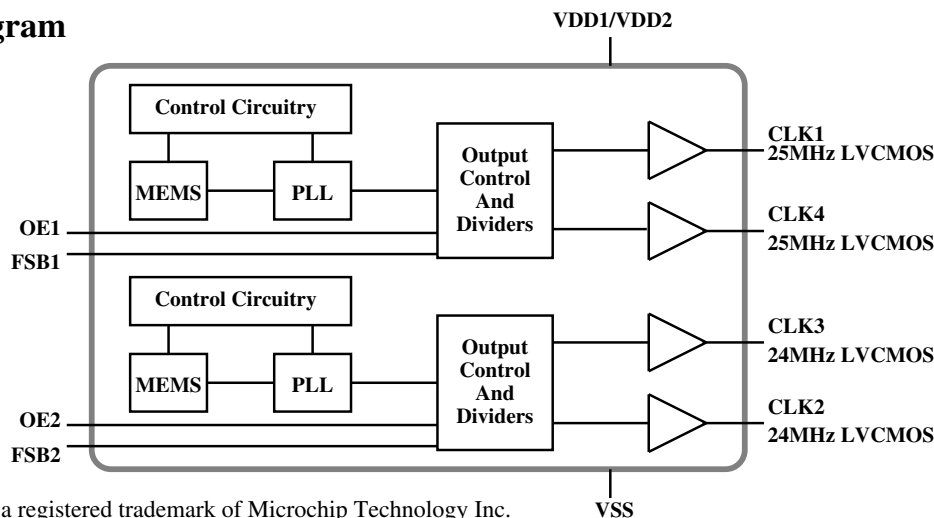 gram
VDD1/VDD2
Control Circuitry
MEMS
PLL
Output
Control
And
Dividers
CLK1
25MHz LVCMOS
CLK4
25MHz LVCMOS
OE1
FSB1
Control Circuitry
MEMS
PLL
Output
Control
And
Dividers
CLK3
24MHz LVCMOS
CLK2
24MHz LVCMOS
OE2
FSB2
a registered trademark of Microchip Technology Inc.
VSS